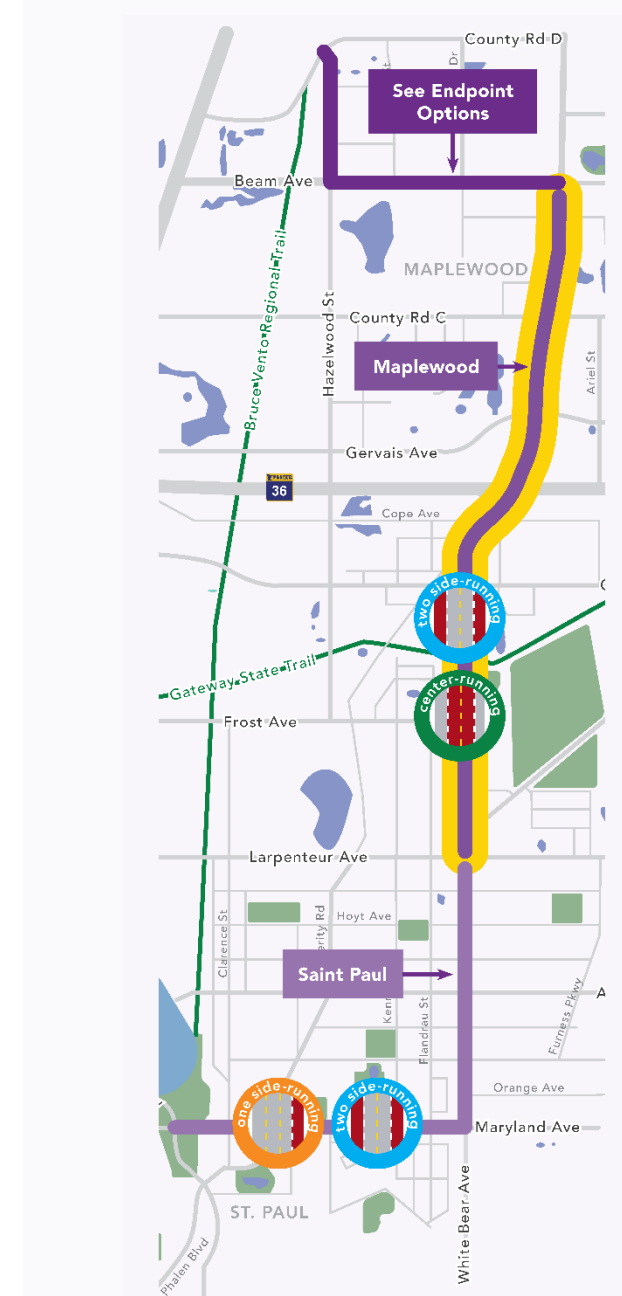 County Rd D
Dr
See Endpoint
Options
Beam Ave
MAPLEWOOD
Bruce Vento Regional Trail
Hazelwood St
County Rd C
Maplewood
Ariel St
Gervais Ave
36
Cope Ave
two side-running
Gateway State Trail
center-running
Frost Ave
Larpenteur Ave
Hoyt Ave
Clarence St
Saint Paul
Flandrau St
Furness Pkwy
Orange Ave
one side-running
two side-running
Maryland Ave
ST. PAUL
White Bear Ave
Phalen Blvd